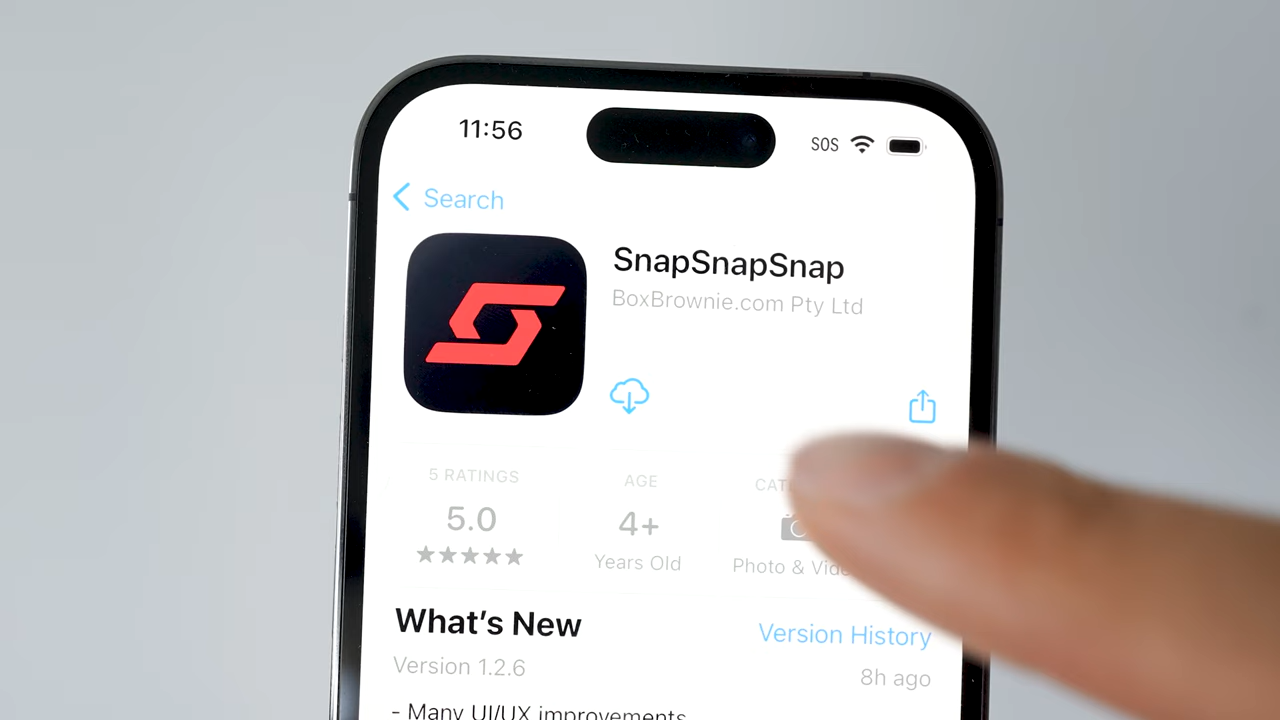 11:56
SOS
Search
SnapSnapSnap
BoxBrownie.com Pty Ltd
5 RATINGS
AGE
5.0
4+
Years Old
Photo &
What's New
Version History
Version 1.2.6
8h ago
- Many UI/UX improvements